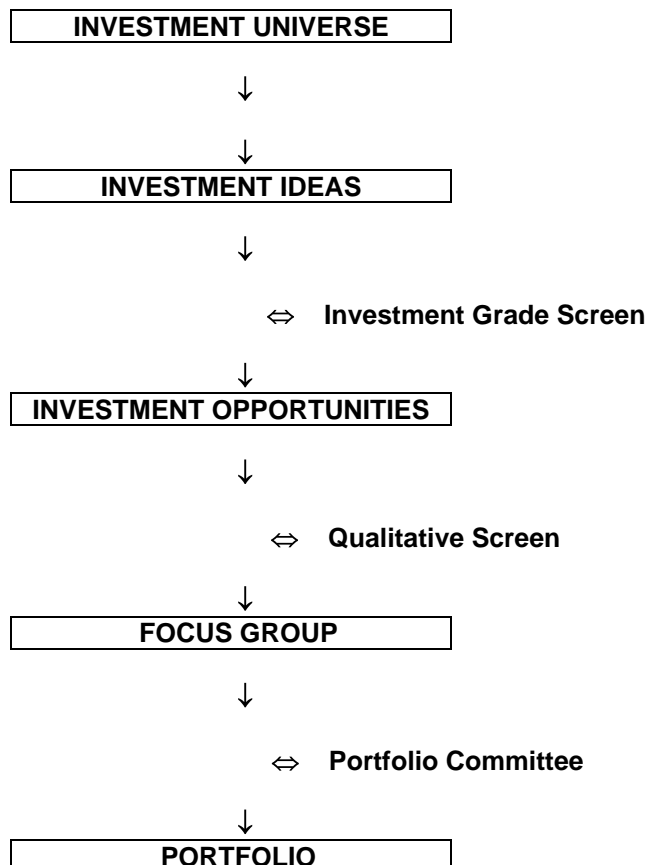 INVESTMENT UNIVERSE
↓
↓
INVESTMENT IDEAS
↓
⇔ Investment Grade Screen
↓
INVESTMENT OPPORTUNITIES
↓
⇔ Qualitative Screen
↓
FOCUS GROUP
↓
⇔ Portfolio Committee
↓
PORTFOLIO